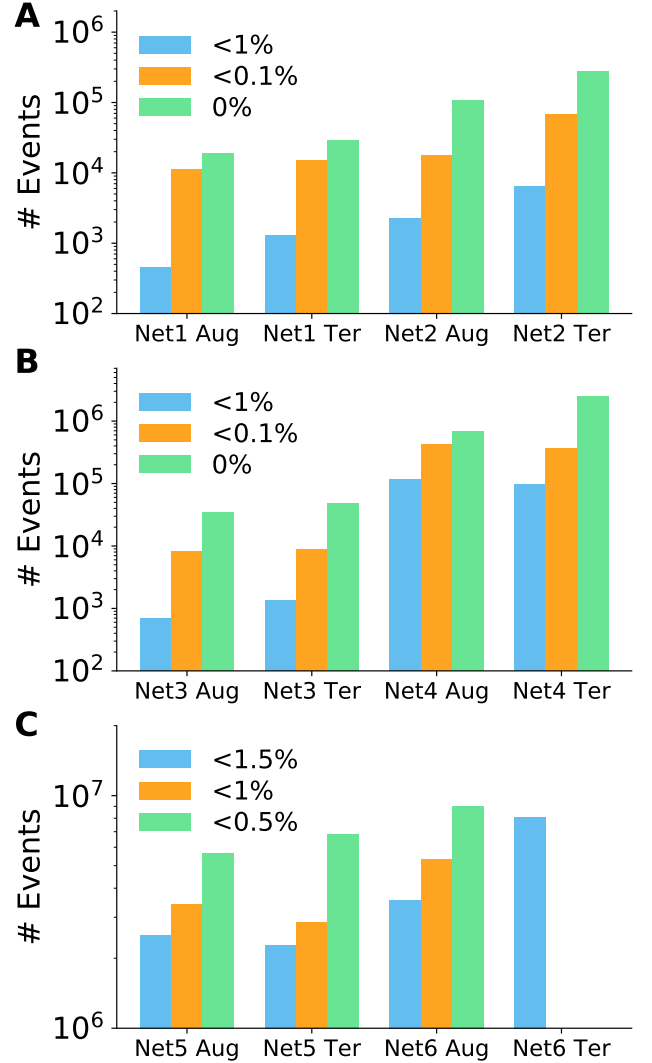 A
10^6
<1%
<0.1%
0%
10^5
10^4
10^3
10^2
# Events
Net1 Aug Net1 Ter Net2 Aug Net2 Ter
B
<1%
10^6
<0.1%
0%
10^5
10^4
10^3
10^2
# Events
Net3 Aug Net3 Ter Net4 Aug Net4 Ter
C
<1.5%
10^7
<1%
<0.5%
# Events
10^6
Net5 Aug Net5 Ter Net6 Aug Net6 Ter